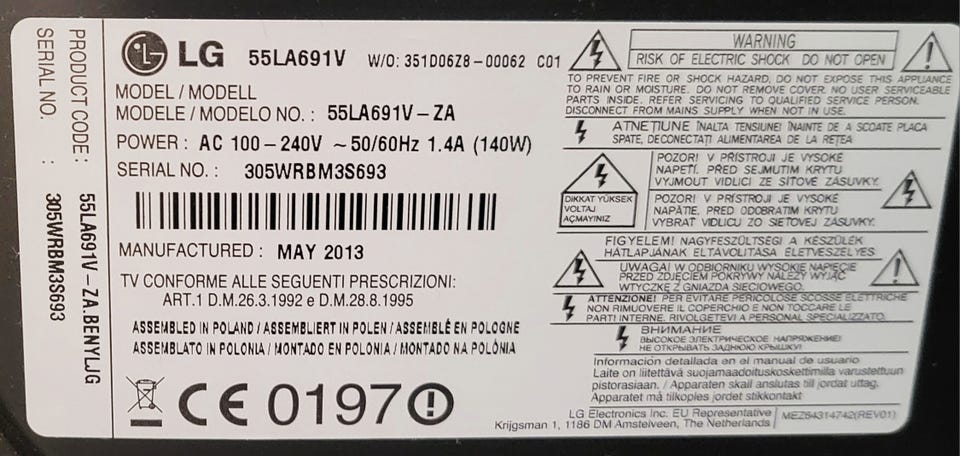 PRODUCT CODE : 55LA691V - ZA.BENYLJG
SERIAL NO. : 305WRBM3S693
LG 55LA691V W/O: 351D06Z8-00062 C01
MODEL / MODELL
MODELE / MODELO NO. : 55LA691V-ZA
POWER : AC 100-240V ~50/60Hz 1.4A (140W)
SERIAL NO. : 305WRBM3S693
MANUFACTURED : MAY 2013
TV CONFORME ALLE SEGUENTI PRESCRIZIONI:
ART.1 D.M.26.3.1992 e D.M.28.8.1995
ASSEMBLED IN POLAND / ASSEMBLIERT IN POLEN / ASSEMBLÉ EN POLOGNE
ASSEMBLATO IN POLONIA / MONTADO EN POLONIA / MONTADO NA POLÔNIA
CE 0197
WARNING
RISK OF ELECTRIC SHOCK DO NOT OPEN
TO PREVENT FIRE OR SHOCK HAZARD, DO NOT EXPOSE THIS APPLIANCE
TO RAIN OR MOISTURE. DO NOT REMOVE COVER. NO USER SERVICEABLE
PARTS INSIDE. REFER SERVICING TO QUALIFIED SERVICE PERSON.
DISCONNECT FROM MAINS SUPPLY WHEN NOT IN USE.
ATNEŢIUNE ÎNALTA TENSIUNE! ÎNAINTE DE A SCOATE PLACA
SPATE, DECONECTAŢI ALIMENTAREA DE LA REŢEA
DIKKAT YÜKSEK
VOLTAJ
AÇMAYINIZ
POZOR! V PŘÍSTROJI JE VYSOKÉ
NAPĚTÍ. PŘED SEJMUTIM KRYTU
VYJMOUT VIDLICI ZE SÍŤOVÉ ZÁSUVKY.
POZOR! V PRÍSTROJI JE VYSOKÉ
NAPÄTIE. PRED ODOBRATIM KRYTU
VYBRAŤ VIDLICU ZO SIEŤOVEJ ZÁSUVKY.
FIGYELEM! NAGYFESZÜLTSÉG! A KÉSZÜLÉK
HÁTLAPJÁNAK ELTÁVOLÍTÁSA ÉLETVESZÉLYES
UWAGA! W ODBIORNIKU WYSOKIE NAPIĘCIE
PRZED ZDJĘCIEM POKRYWY NALEŻY WYJĄĆ
WTYCZKĘ Z GNIAZDA SIECIOWEGO.
ATTENZIONE! PER EVITARE PERICOLOSE SCOSSE ELETTRICHE
NON RIMUOVERE IL COPERCHIO E NON TOCCARE LE
PARTI INTERNE. RIVOLGETEVI A PERSONAL SPECIALIZZATO.
ВНИМАНИЕ
ВЫСОКОЕ ЭЛЕКТРИЧЕСКОЕ НАПРЯЖЕНИЕ!
НЕ ОТКРЫВАТЬ ЗАДНЮЮ КРЫШКУ!
Información detallada en el manual de usuario
Laite on liitettävä suojamaadoituskoskettimilla varustettuun
pistorasiaan. / Apparaten skall anslutas till jordat uttag.
Apparatet må tilkoples jordet stikkontakt
LG Electronics Inc. EU Representative
Krijgsman 1, 1186 DM Amstelveen, The Netherlands
MEZ64314742(REV01)